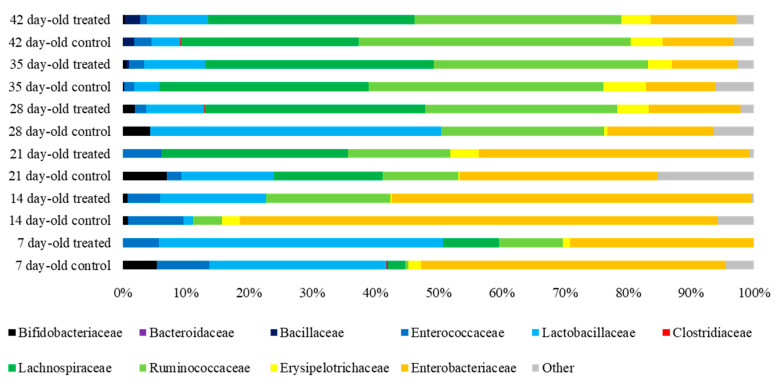 42 day-old treated
42 day-old control
35 day-old treated
35 day-old control
28 day-old treated
28 day-old control
21 day-old treated
21 day-old control
14 day-old treated
14 day-old control
7 day-old treated
7 day-old control
0% 10% 20% 30% 40% 50% 60% 70% 80% 90% 100%
Bifidobacteriaceae Bacteroidaceae Bacillaceae Enterococcaceae Lactobacillaceae Clostridiaceae
Lachnospiraceae Ruminococcaceae Erysipelotrichaceae Enterobacteriaceae Other